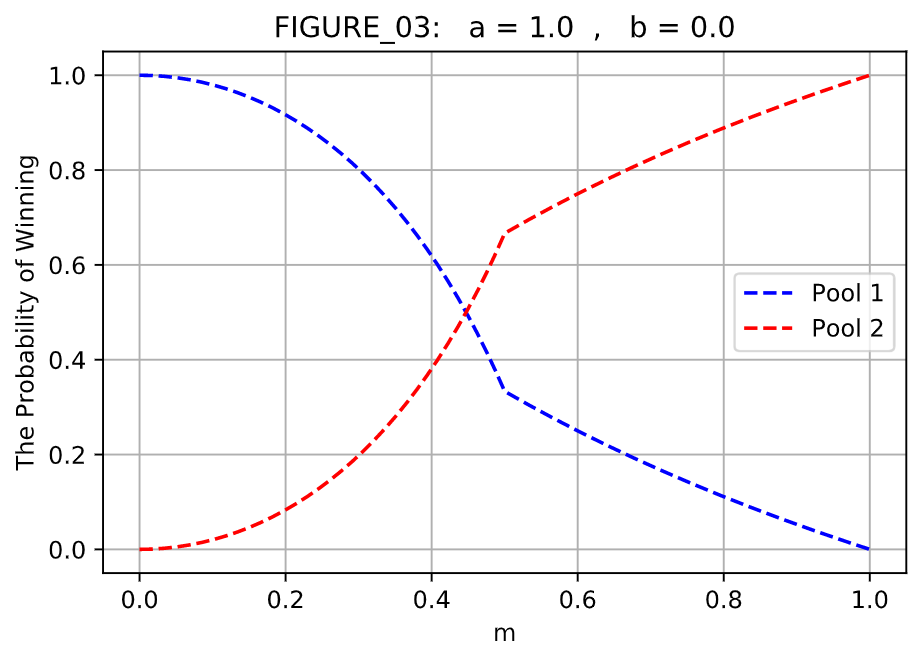 FIGURE_03:   a = 1.0  ,   b = 0.0
The Probability of Winning
1.0
0.8
0.6
0.4
0.2
0.0
Pool 1
Pool 2
0.0 0.2 0.4 0.6 0.8 1.0
m